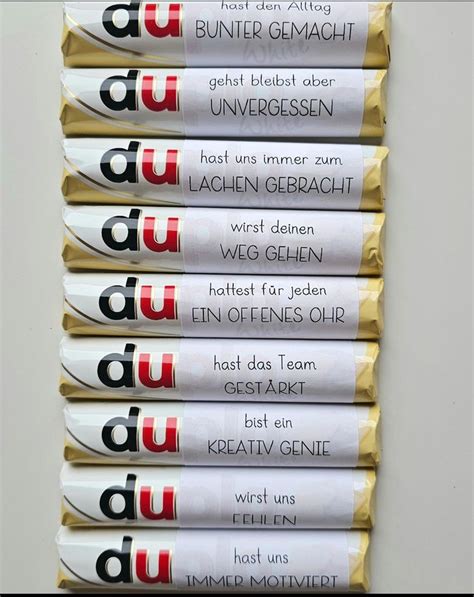 du
hast den Alltag
BUNTER GEMACHT
du
gehst bleibst aber
UNVERGESSEN
du
hast uns immer zum
LACHEN GEBRACHT
du
wirst deinen
WEG GEHEN
du
hattest für jeden
EIN OFFENES OHR
du
hast das Team
GESTÄRKT
du
bist ein
KREATIV GENIE
du
wirst uns
FEHLEN
du
hast uns
IMMER MOTIVIERT